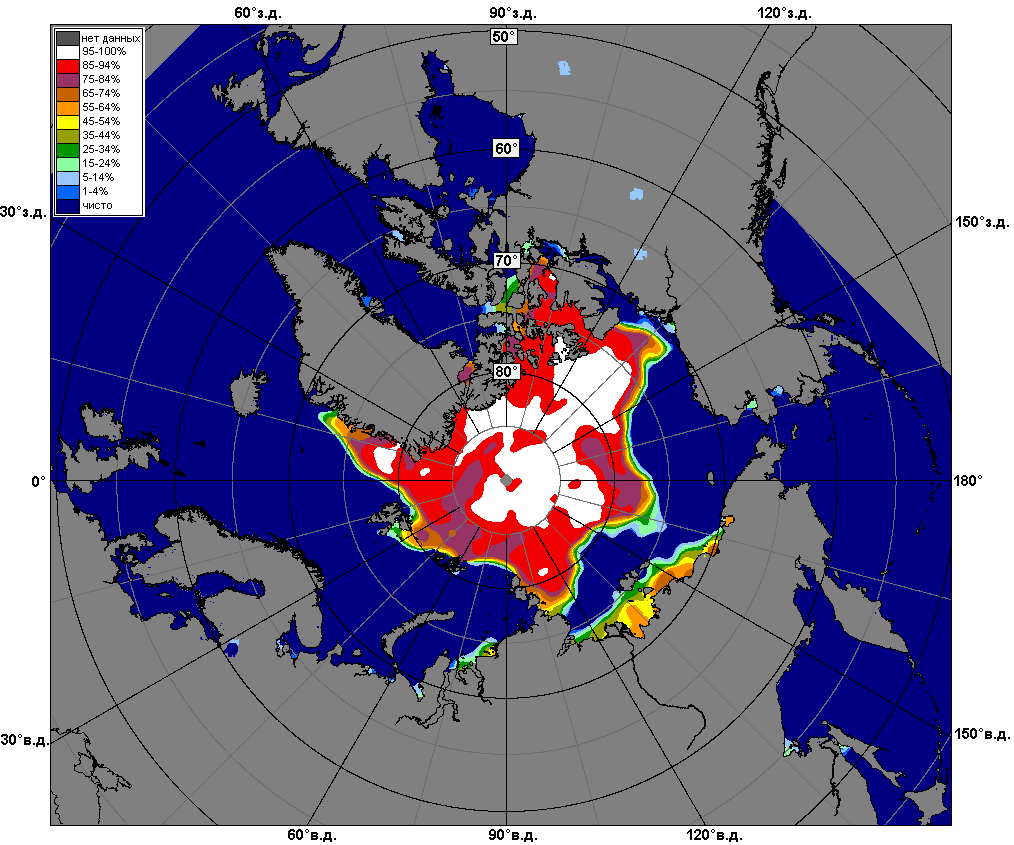 60°з.д.
90°з.д.
120°з.д.
нет данных
95-100%
85-94%
75-84%
65-74%
55-64%
45-54%
35-44%
25-34%
15-24%
5-14%
1-4%
чисто
50°
60°
30°з.д.
150°з.д.
70°
80°
0°
180°
30°в.д.
150°в.д.
60°в.д.
90°в.д.
120°в.д.